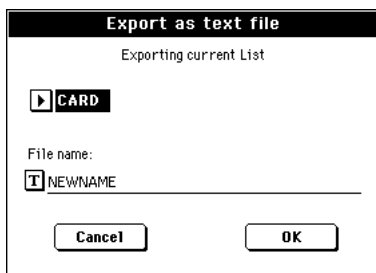 Export as text file
Exporting current List
CARD
File name:
T NEWNAME
Cancel OK